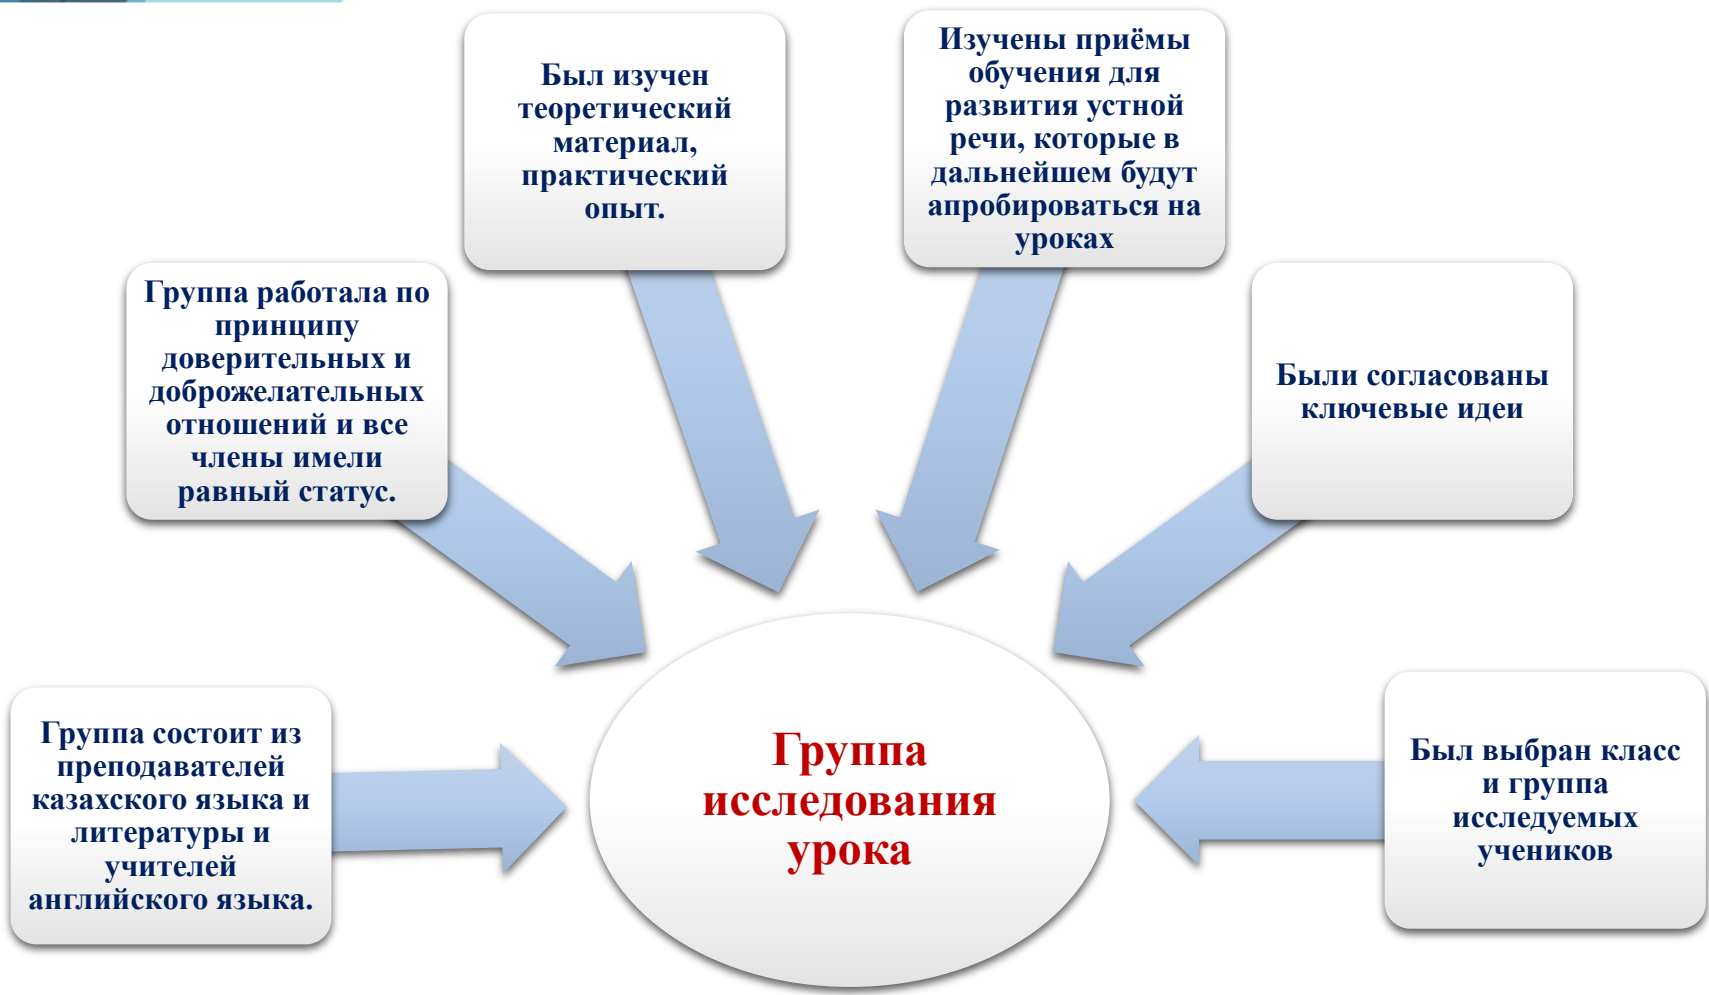 Был изучен
теоретический
материал,
практический
опыт.
Изучены приёмы
обучения для
развития устной
речи, которые в
дальнейшем будут
апробироваться на
уроках
Группа работала по
принципу
доверительных и
доброжелательных
отношений и все
члены имели
равный статус.
Были согласованы
ключевые идеи
Группа состоит из
преподавателей
казахского языка и
литературы и
учителей
английского языка.
Группа
исследования
урока
Был выбран класс
и группа
исследуемых
учеников